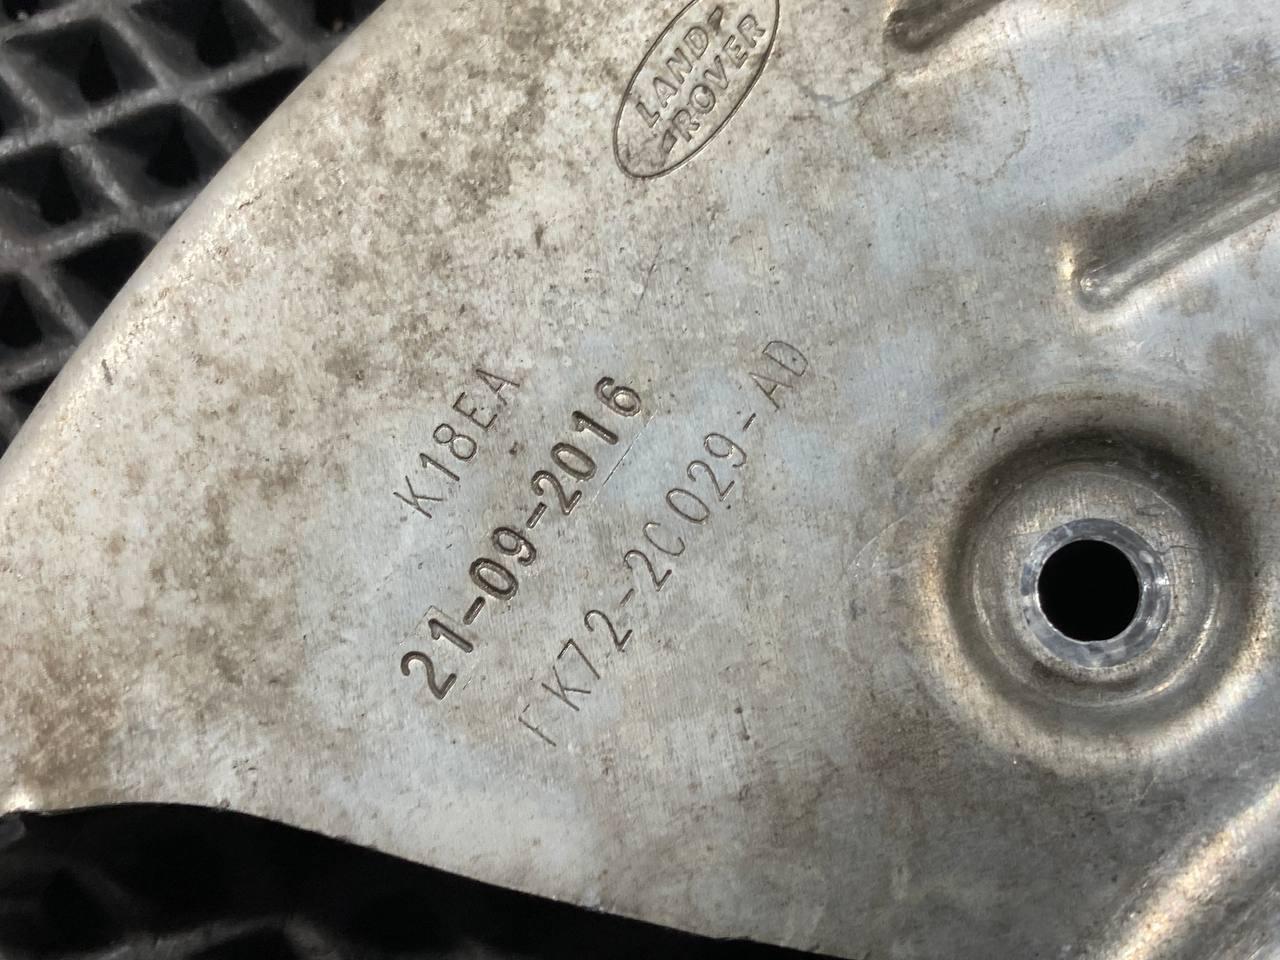 LAND-
-ROVER
K18EA
21-09-2016
FK72-2C029-AD